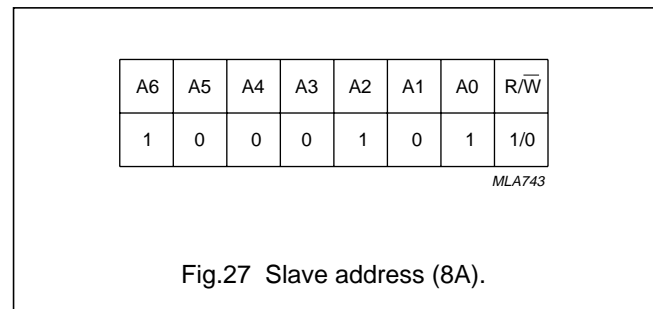 A6 A5 A4 A3 A2 A1 A0 R/W̅
1 0 0 0 1 0 1 1/0
MLA743
Fig.27 Slave address (8A).